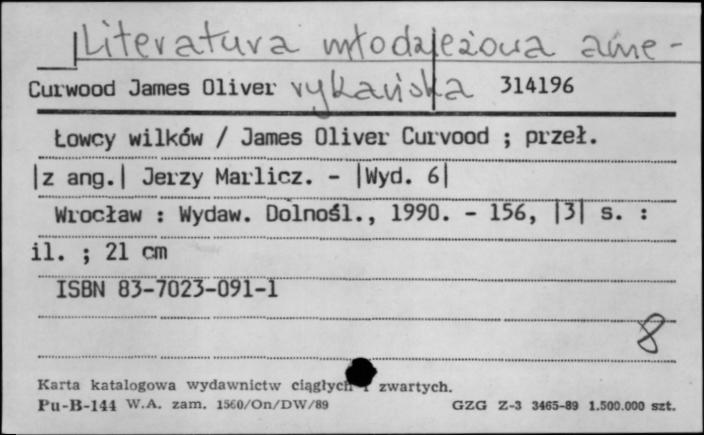 Literatura młodzieżowa ame-
Curwood James Oliver rykańska 314196
Łowcy wilków / James Oliver Curvood ; przeł.
|z ang.| Jerzy Marlicz. - |Wyd. 6|
Wrocław : Wydaw. Dolnośl., 1990. - 156, |3| s. :
il. ; 21 cm
ISBN 83-7023-091-1
8
Karta katalogowa wydawnictw ciągłych i zwartych.
Pu-B-144 W.A. zam. 1560/On/DW/89 GZG Z-3 3465-89 1.500.000 szt.